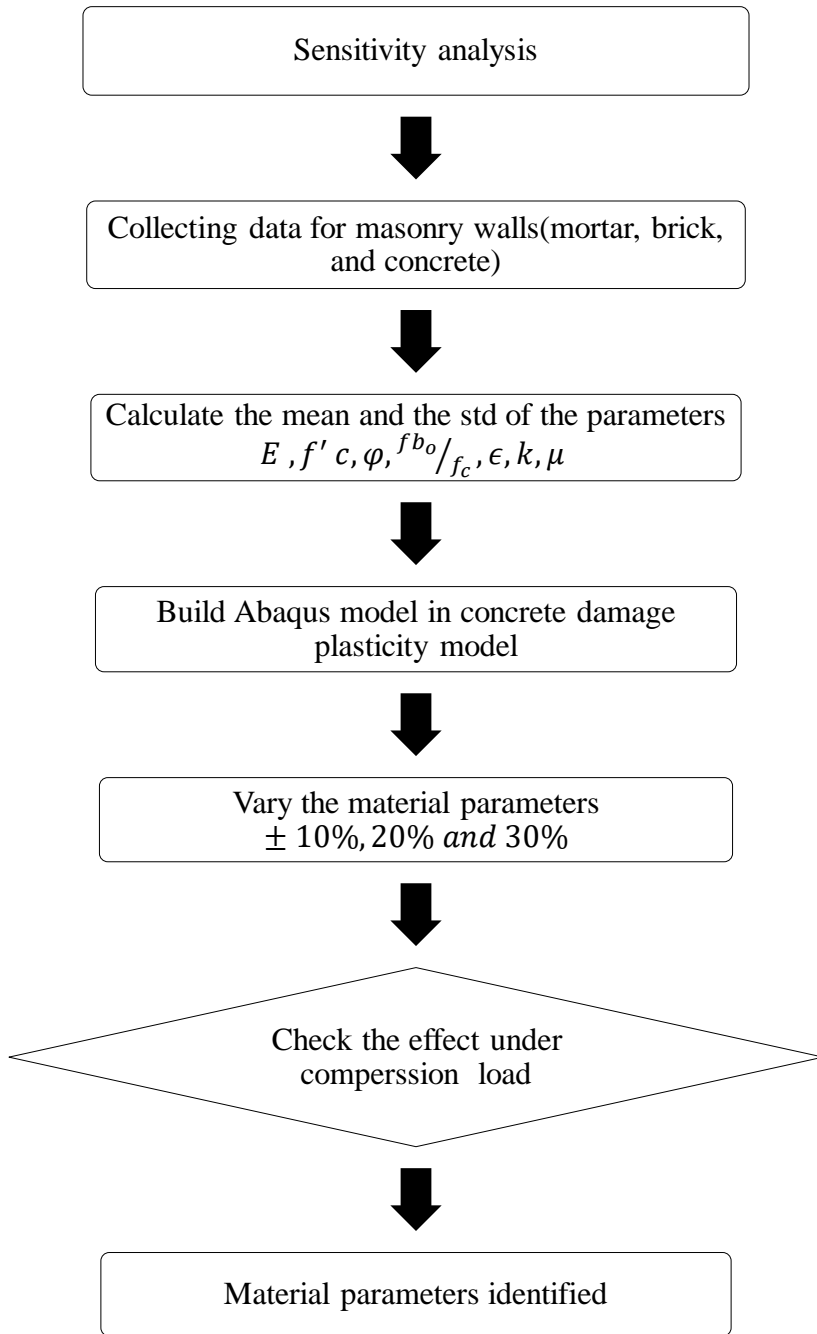 Sensitivity analysis
Collecting data for masonry walls(mortar, brick,
and concrete)
Calculate the mean and the std of the parameters
E , f′ c, φ, fb₀/f_c, ϵ, k, μ
Build Abaqus model in concrete damage
plasticity model
Vary the material parameters
± 10%, 20% and 30%
Check the effect under
comperssion load
Material parameters identified